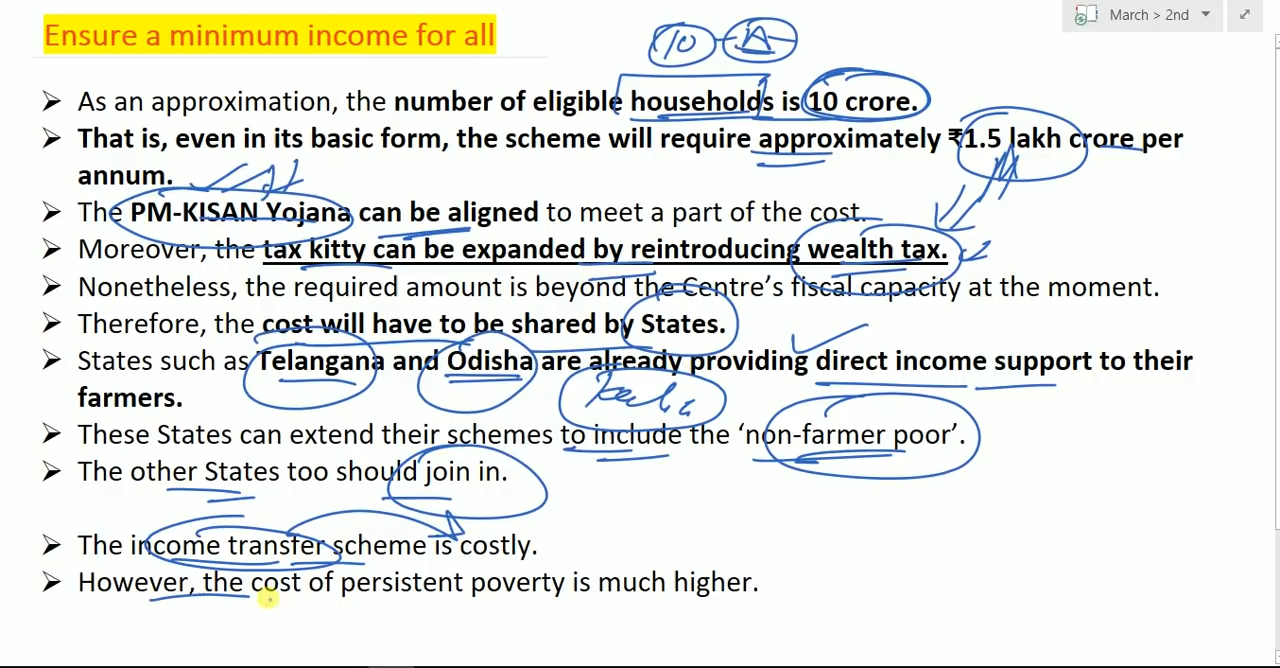 March > 2nd
Ensure a minimum income for all
10 A
➤ As an approximation, the number of eligible households is 10 crore.
➤ That is, even in its basic form, the scheme will require approximately ₹1.5 lakh crore per
annum.
➤ The PM-KISAN Yojana can be aligned to meet a part of the cost.
➤ Moreover, the tax kitty can be expanded by reintroducing wealth tax.
➤ Nonetheless, the required amount is beyond the Centre's fiscal capacity at the moment.
➤ Therefore, the cost will have to be shared by States.
➤ States such as Telangana and Odisha are already providing direct income support to their
farmers.
➤ These States can extend their schemes to include the ‘non-farmer poor’.
➤ The other States too should join in.
➤ The income transfer scheme is costly.
➤ However, the cost of persistent poverty is much higher.